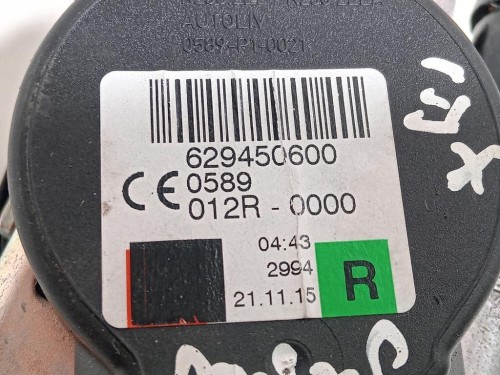 AUTOLIV
0589-P1-0021
629450600
CE 0589
012R - 0000
04:43
2994
21.11.15
R